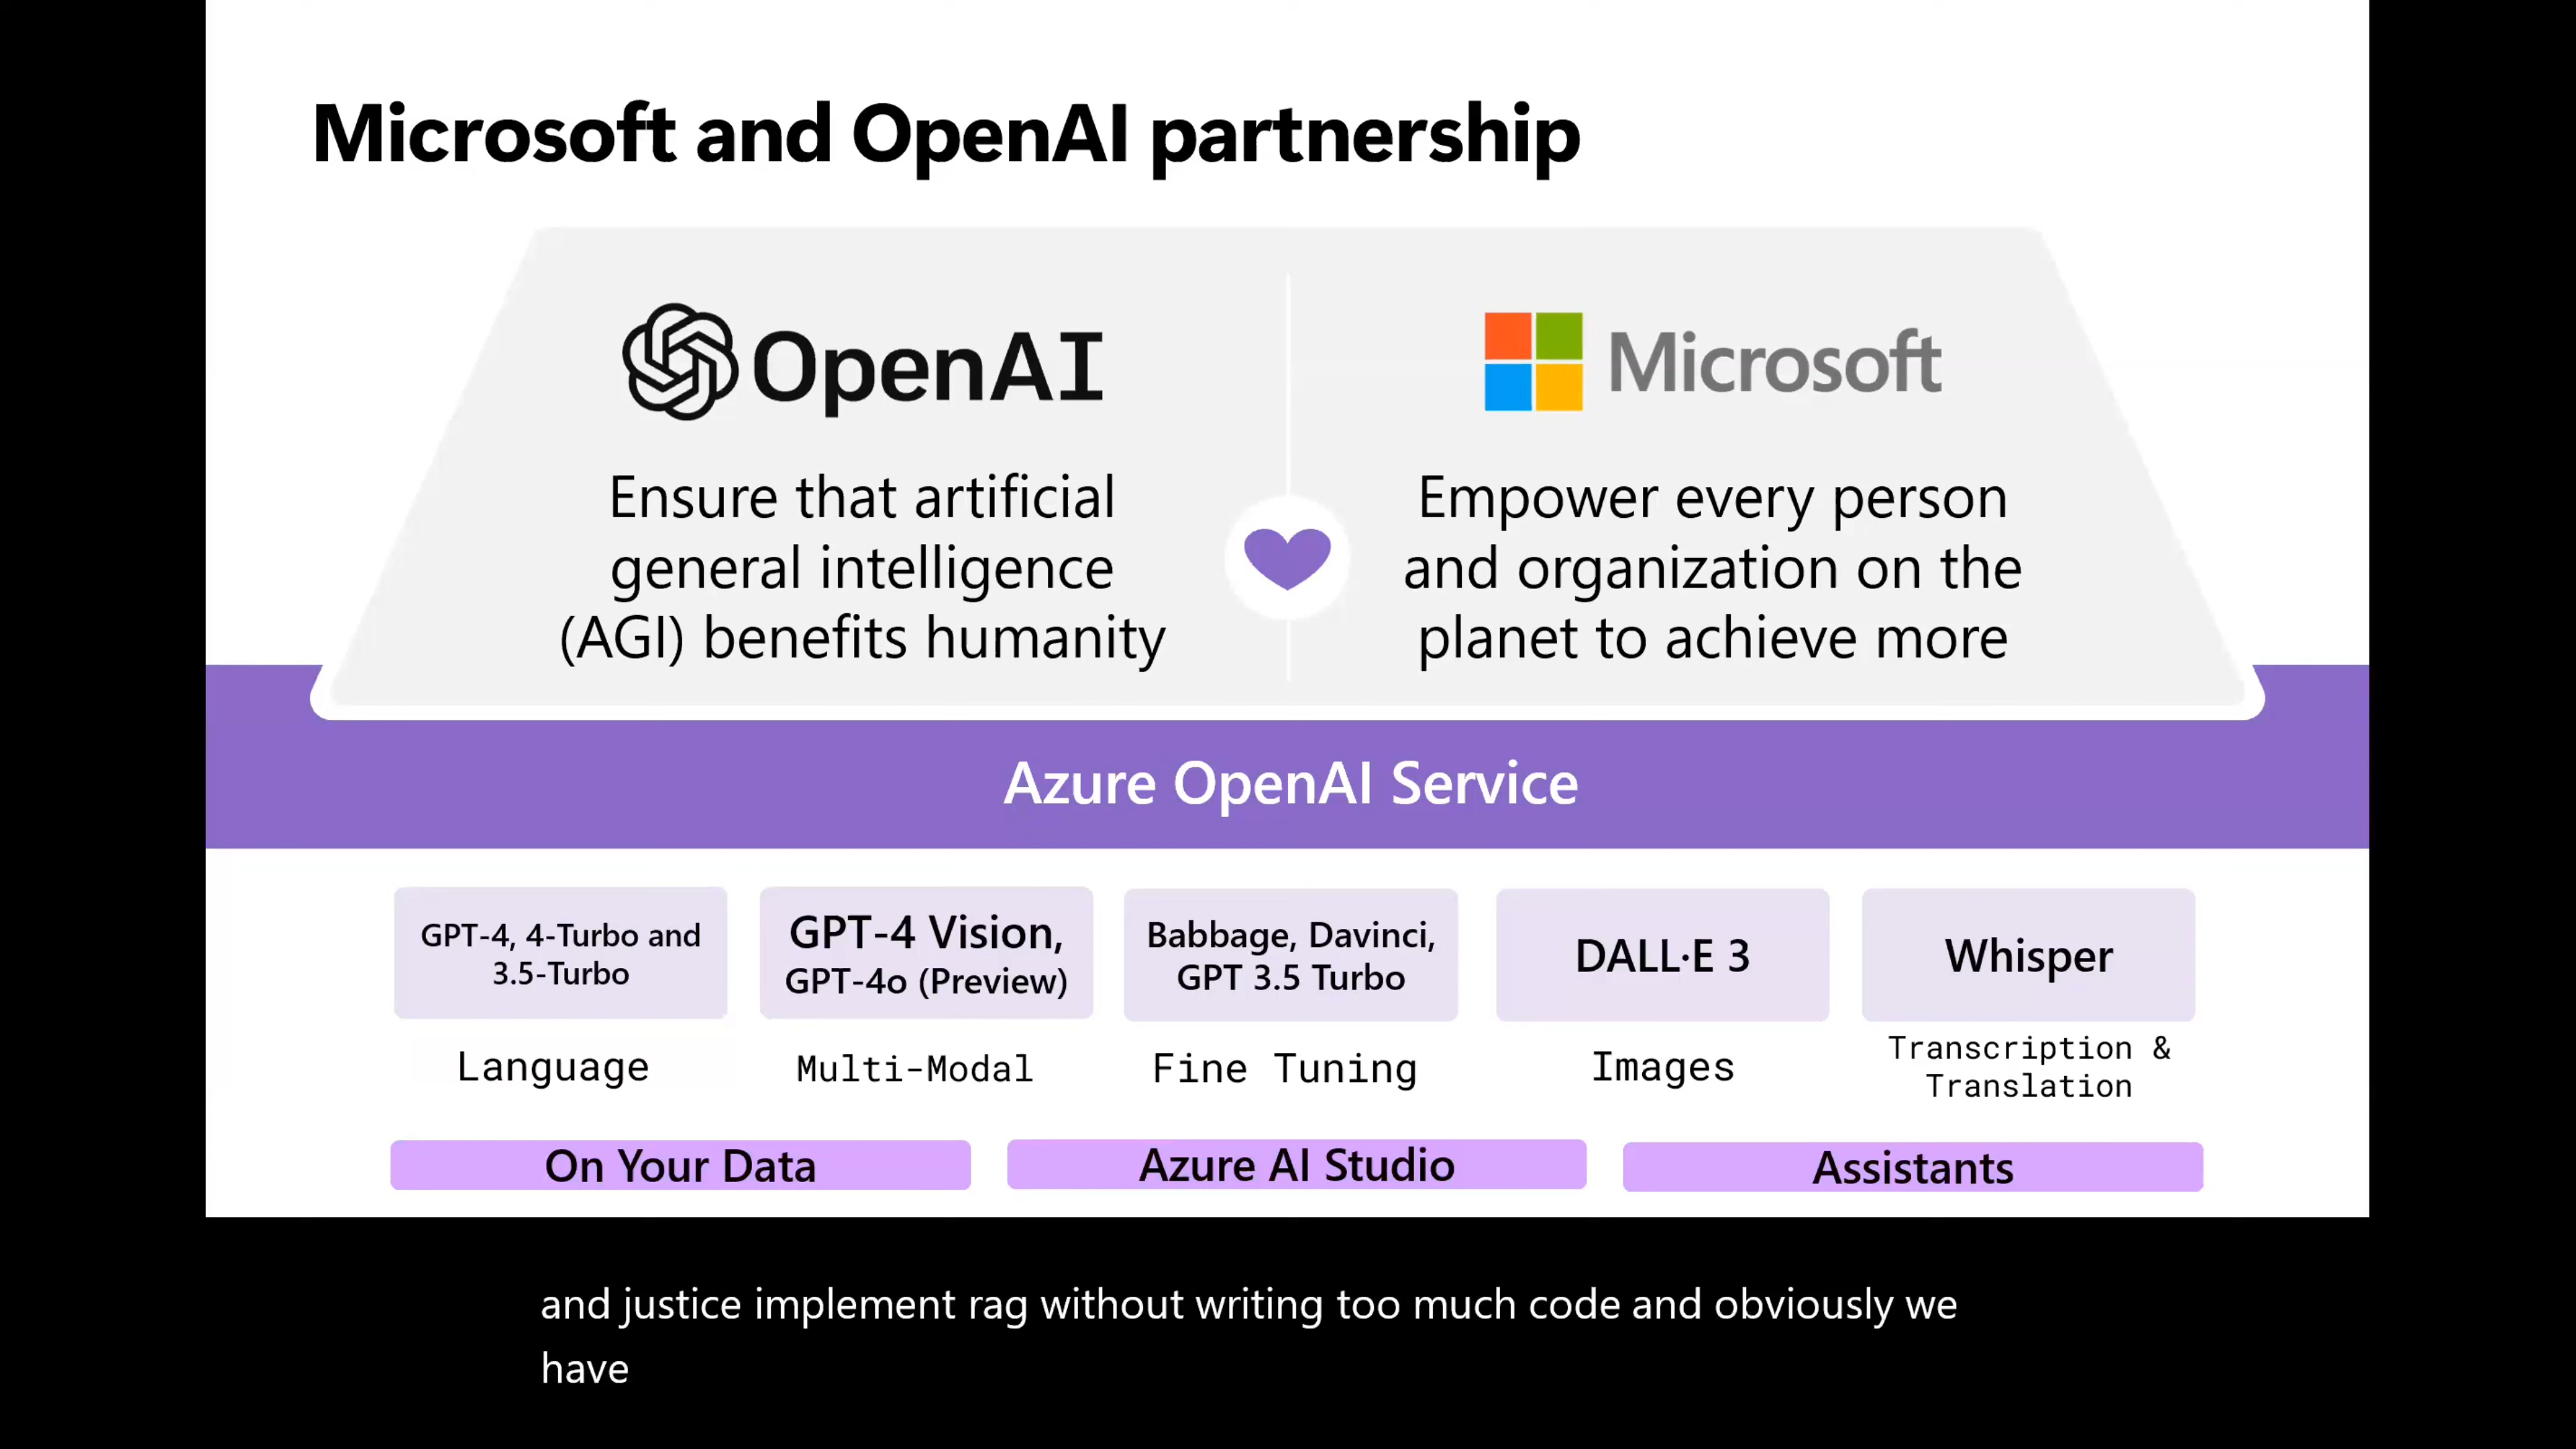 Microsoft and OpenAI partnership
OpenAI
Ensure that artificial
general intelligence
(AGI) benefits humanity
Microsoft
Empower every person
and organization on the
planet to achieve more
Azure OpenAI Service
GPT-4, 4-Turbo and
3.5-Turbo
Language
GPT-4 Vision,
GPT-4o (Preview)
Multi-Modal
Babbage, Davinci,
GPT 3.5 Turbo
Fine Tuning
DALL·E 3
Images
Whisper
Transcription &
Translation
On Your Data
Azure AI Studio
Assistants
and justice implement rag without writing too much code and obviously we
have